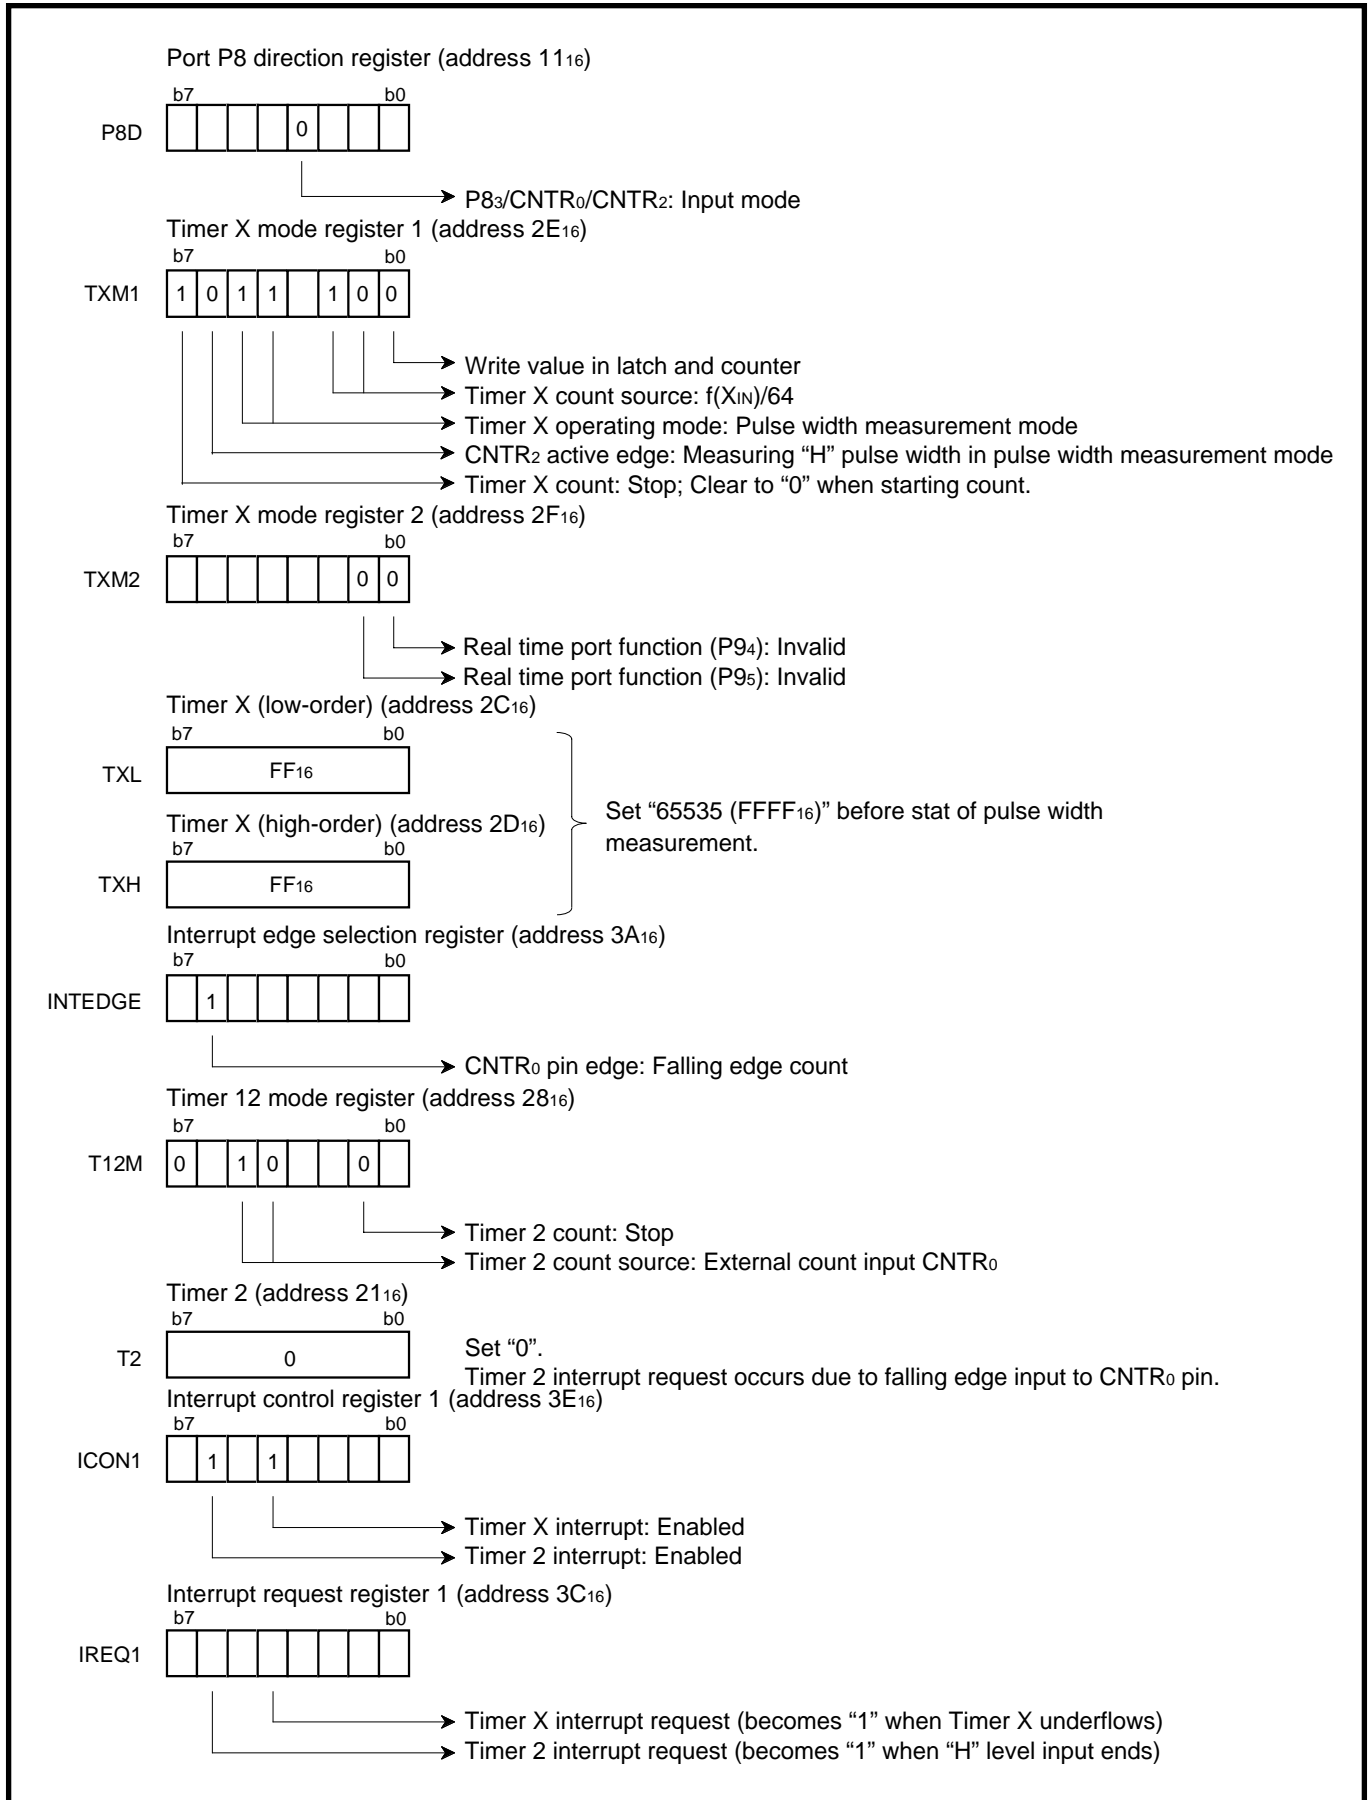 Port P8 direction register (address 11₁₆)
b7 b0
P8D 0
P8₃/CNTR₀/CNTR₂: Input mode
Timer X mode register 1 (address 2E₁₆)
b7 b0
TXM1 1 0 1 1 1 0 0
Write value in latch and counter
Timer X count source: f(XIN)/64
Timer X operating mode: Pulse width measurement mode
CNTR₂ active edge: Measuring “H” pulse width in pulse width measurement mode
Timer X count: Stop; Clear to “0” when starting count.
Timer X mode register 2 (address 2F₁₆)
b7 b0
TXM2 0 0
Real time port function (P9₄): Invalid
Real time port function (P9₅): Invalid
Timer X (low-order) (address 2C₁₆)
b7 b0
TXL FF₁₆
Set “65535 (FFFF₁₆)” before stat of pulse width
measurement.
Timer X (high-order) (address 2D₁₆)
b7 b0
TXH FF₁₆
Interrupt edge selection register (address 3A₁₆)
b7 b0
INTEDGE 1
CNTR₀ pin edge: Falling edge count
Timer 12 mode register (address 28₁₆)
b7 b0
T12M 0 1 0 0
Timer 2 count: Stop
Timer 2 count source: External count input CNTR₀
Timer 2 (address 21₁₆)
b7 b0
T2 0
Set “0”.
Timer 2 interrupt request occurs due to falling edge input to CNTR₀ pin.
Interrupt control register 1 (address 3E₁₆)
b7 b0
ICON1 1 1
Timer X interrupt: Enabled
Timer 2 interrupt: Enabled
Interrupt request register 1 (address 3C₁₆)
b7 b0
IREQ1
Timer X interrupt request (becomes “1” when Timer X underflows)
Timer 2 interrupt request (becomes “1” when “H” level input ends)